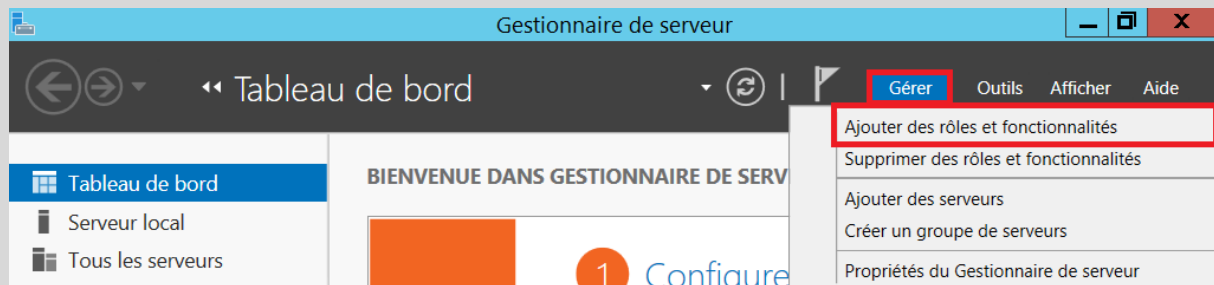 Gestionnaire de serveur
Tableau de bord
Gérer Outils Afficher Aide
Ajouter des rôles et fonctionnalités
Supprimer des rôles et fonctionnalités
Ajouter des serveurs
Créer un groupe de serveurs
Propriétés du Gestionnaire de serveur
Tableau de bord
Serveur local
Tous les serveurs
BIENVENUE DANS GESTIONNAIRE DE SERV
1 Configure